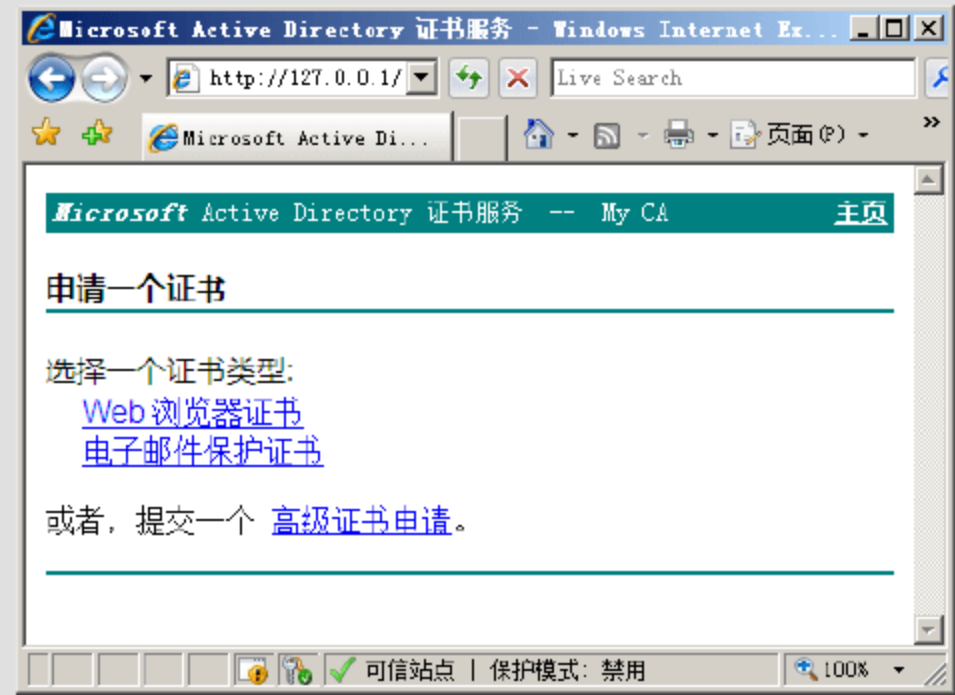 Microsoft Active Directory 证书服务 - Windows Internet Ex...
http://127.0.0.1/
Live Search
Microsoft Active Di...
页面(P)
»
Microsoft Active Directory 证书服务 -- My CA 主页
申请一个证书
选择一个证书类型:
Web 浏览器证书
电子邮件保护证书
或者，提交一个 高级证书申请。
可信站点 | 保护模式: 禁用
100%